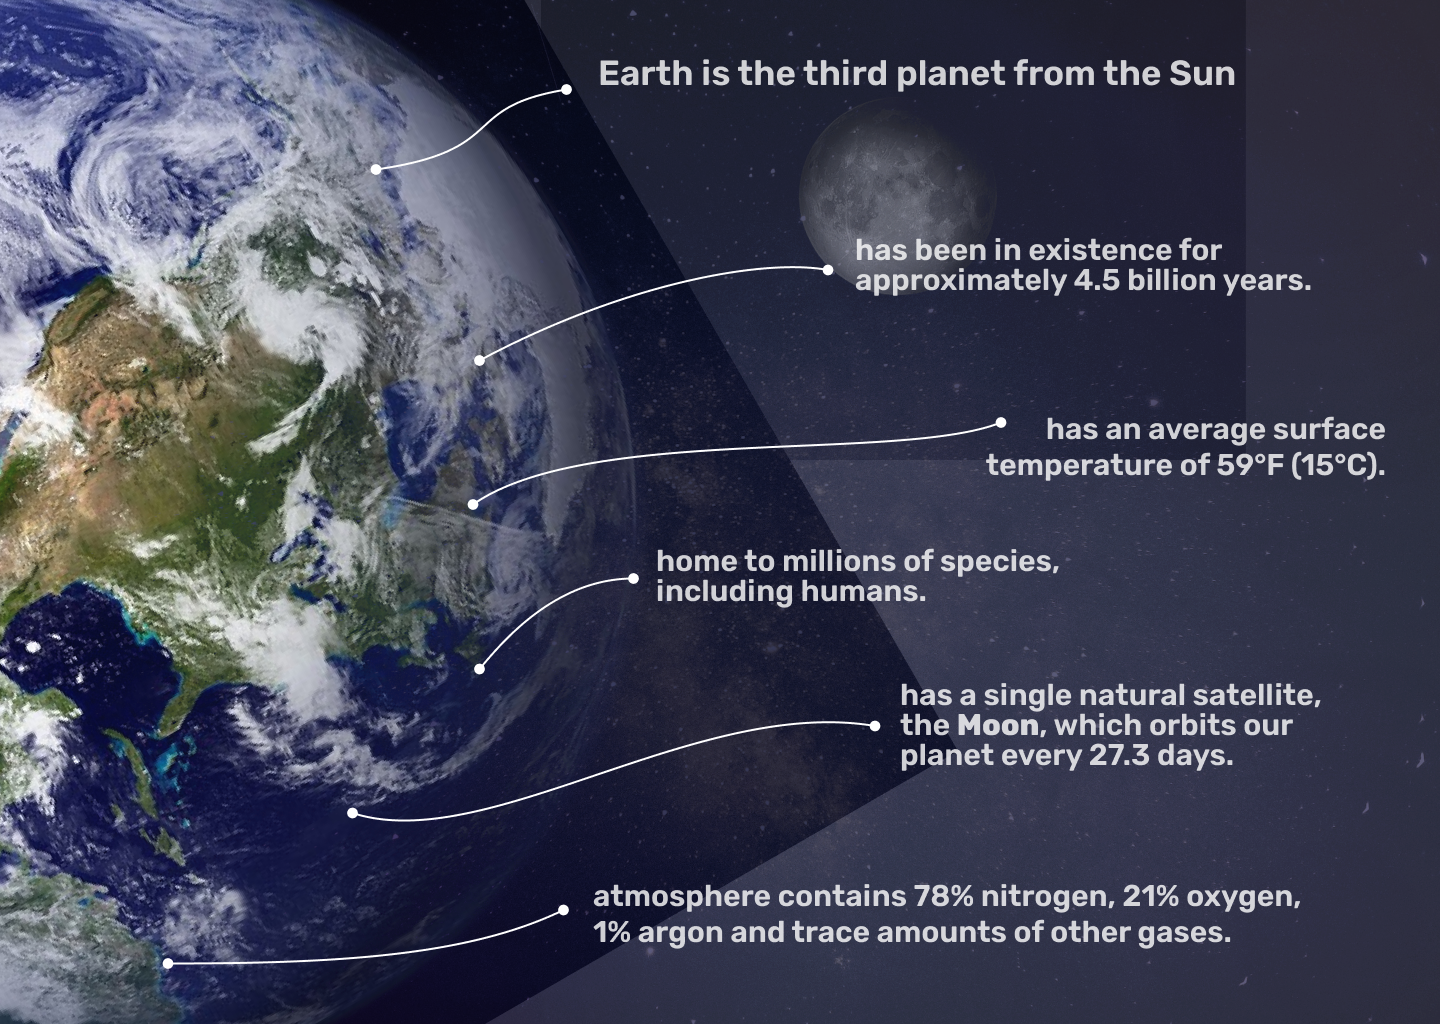 Earth is the third planet from the Sun
has been in existence for
approximately 4.5 billion years.
has an average surface
temperature of 59°F (15°C).
home to millions of species,
including humans.
has a single natural satellite,
the Moon, which orbits our
planet every 27.3 days.
atmosphere contains 78% nitrogen, 21% oxygen,
1% argon and trace amounts of other gases.